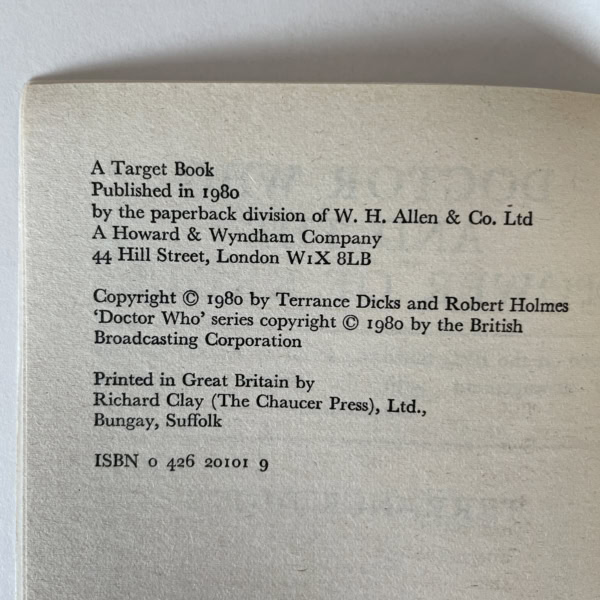 A Target Book
Published in 1980
by the paperback division of W. H. Allen & Co. Ltd
A Howard & Wyndham Company
44 Hill Street, London W1X 8LB
Copyright © 1980 by Terrance Dicks and Robert Holmes
'Doctor Who' series copyright © 1980 by the British
Broadcasting Corporation
Printed in Great Britain by
Richard Clay (The Chaucer Press), Ltd.,
Bungay, Suffolk
ISBN 0 426 20101 9